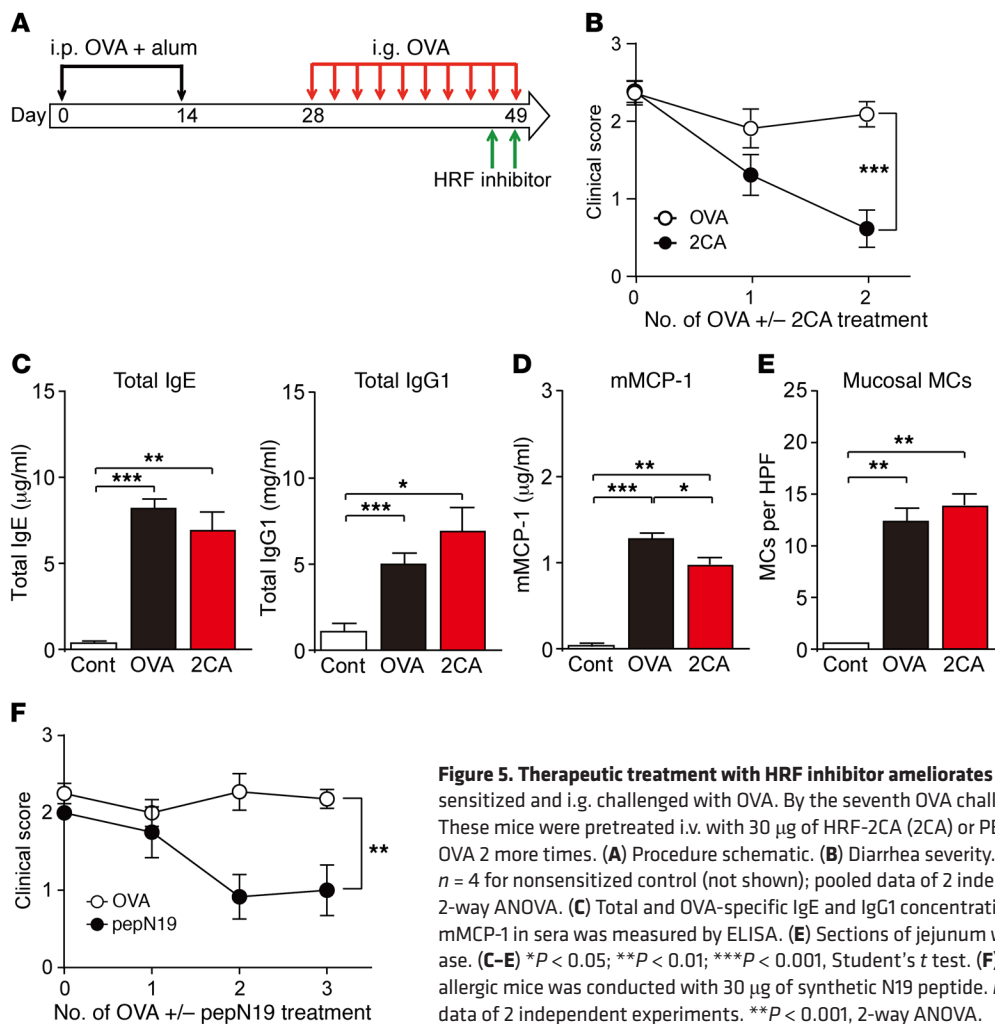 A
i.p. OVA + alum
i.g. OVA
Day 0 14 28 49
HRF inhibitor
B
3
2
1
0
Clinical score
***
OVA
2CA
0 1 2
No. of OVA +/– 2CA treatment
C
Total IgE
15
10
5
0
Total IgE (µg/ml)
**
***
Cont OVA 2CA
Total IgG1
15
10
5
0
Total IgG1 (mg/ml)
*
***
Cont OVA 2CA
D
mMCP-1
3
2
1
0
mMCP-1 (µg/ml)
**
*** *
Cont OVA 2CA
E
Mucosal MCs
25
20
15
10
5
0
MCs per HPF
**
**
Cont OVA 2CA
F
3
2
1
0
Clinical score
**
OVA
pepN19
0 1 2 3
No. of OVA +/– pepN19 treatment
Figure 5. Therapeutic treatment with HRF inhibitor ameliorates
sensitized and i.g. challenged with OVA. By the seventh OVA chall
These mice were pretreated i.v. with 30 µg of HRF-2CA (2CA) or
OVA 2 more times. (A) Procedure schematic. (B) Diarrhea severity.
n = 4 for nonsensitized control (not shown); pooled data of 2 inde
2-way ANOVA. (C) Total and OVA-specific IgE and IgG1 concentrati
mMCP-1 in sera was measured by ELISA. (E) Sections of jejunum
ase. (C–E) *P < 0.05; **P < 0.01; ***P < 0.001, Student's t test. (F)
allergic mice was conducted with 30 µg of synthetic N19 peptide.
data of 2 independent experiments. **P < 0.001, 2-way ANOVA.